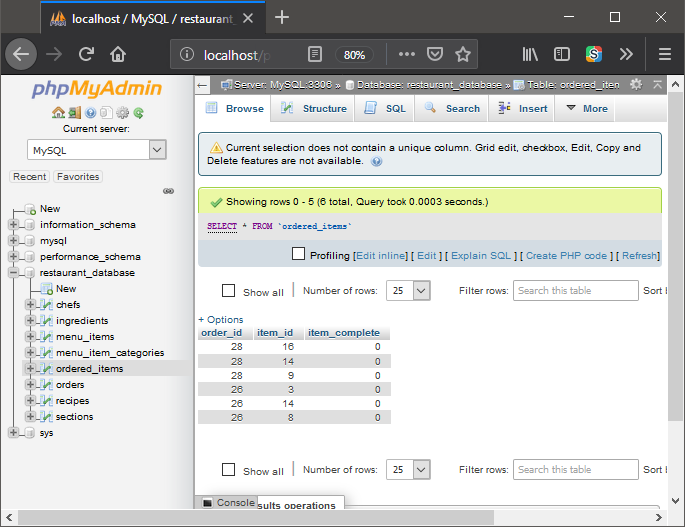 localhost / MySQL / restaurant_dat
localhost/p
80%
phpMyAdmin
Current server:
MySQL
Recent Favorites
New
information_schema
mysql
performance_schema
restaurant_database
New
chefs
ingredients
menu_items
menu_item_categories
ordered_items
orders
recipes
sections
sys
Server: MySQL:3306 » Database: restaurant_database » Table: ordered_iten
Browse Structure SQL Search Insert More
Current selection does not contain a unique column. Grid edit, checkbox, Edit, Copy and
Delete features are not available.
Showing rows 0 - 5 (6 total, Query took 0.0003 seconds.)
SELECT * FROM `ordered_items`
Profiling [Edit inline] [ Edit ] [ Explain SQL ] [ Create PHP code ] [ Refresh]
Show all | Number of rows: 25 Filter rows: Search this table Sort b
+ Options
order_id item_id item_complete
28 16 0
28 14 0
28 9 0
26 3 0
26 14 0
26 8 0
Show all | Number of rows: 25 Filter rows: Search this table Sort b
Console sults operations